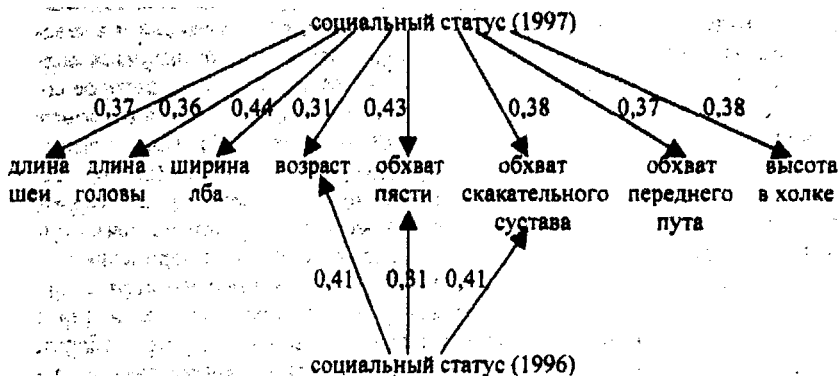 социальный статус (1997)
0,37 0,36 0,44 0,31 0,43 0,38 0,37 0,38
длина длина ширина возраст обхват обхват обхват высота
шеи головы лба пясти скакательного переднего в холке
сустава пута
0,41 0,31 0,41
социальный статус (1996)